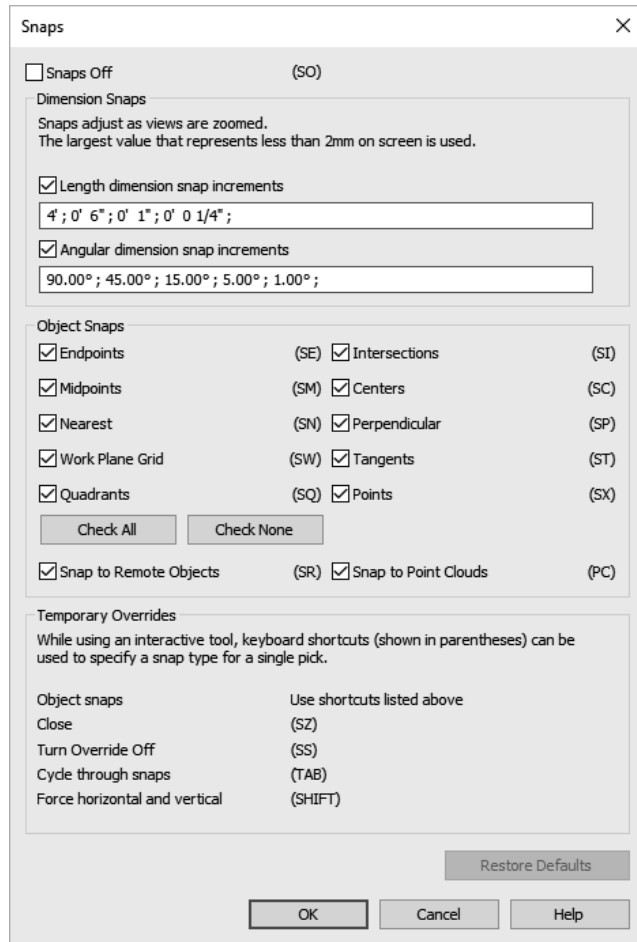 Snaps
Snaps Off (SO)
Dimension Snaps
Snaps adjust as views are zoomed.
The largest value that represents less than 2mm on screen is used.
Length dimension snap increments
4' ; 0' 6" ; 0' 1" ; 0' 0 1/4" ;
Angular dimension snap increments
90.00° ; 45.00° ; 15.00° ; 5.00° ; 1.00° ;
Object Snaps
Endpoints (SE) Intersections (SI)
Midpoints (SM) Centers (SC)
Nearest (SN) Perpendicular (SP)
Work Plane Grid (SW) Tangents (ST)
Quadrants (SQ) Points (SX)
Check All Check None
Snap to Remote Objects (SR) Snap to Point Clouds (PC)
Temporary Overrides
While using an interactive tool, keyboard shortcuts (shown in parentheses) can be
used to specify a snap type for a single pick.
Object snaps Use shortcuts listed above
Close (SZ)
Turn Override Off (SS)
Cycle through snaps (TAB)
Force horizontal and vertical (SHIFT)
Restore Defaults
OK Cancel Help